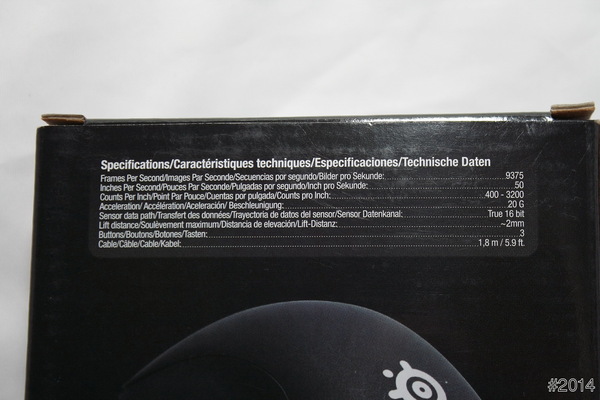 Specifications/Caractéristiques techniques/Especificaciones/Technische Daten
Frames Per Second/Images Par Seconde/Secuencias por segundo/Bilder pro Sekunde: 9375
Inches Per Second/Pouces Par Seconde/Pulgadas por segundo/Inch pro Sekunde: 50
Counts Per Inch/Point Par Pouce/Cuentas por pulgada/Counts pro Inch: 400 - 3200
Acceleration/ Accélération/Aceleración/ Beschleunigung: 20 G
Sensor data path/Transfert des données/Trayectoria de datos del sensor/Sensor Datenkanal: True 16 bit
Lift distance/Soulèvement maximum/Distancia de elevación/Lift-Distanz: ~2mm
Buttons/Boutons/Botones/Tasten: 3
Cable/Câble/Cable/Kabel: 1,8 m / 5.9 ft.
#2014